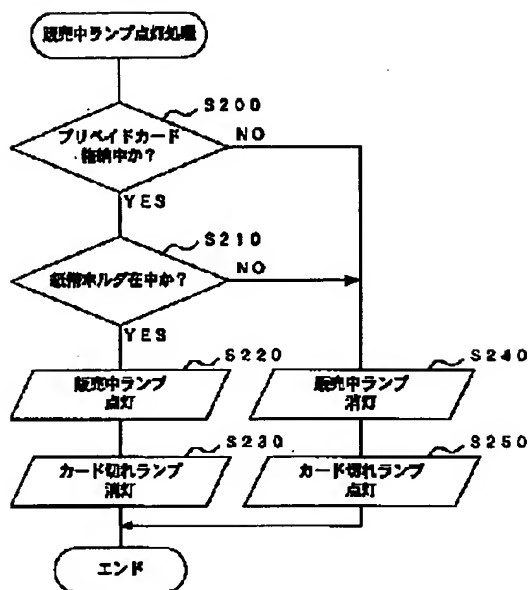 販売中ランプ点灯処理
S200
プリペイドカード
格納中か?
NO
YES
S210
紙幣ホルダ在中か?
NO
YES
S220
販売中ランプ
点灯
S240
販売中ランプ
消灯
S230
カード切れランプ
消灯
S250
カード切れランプ
点灯
エンド